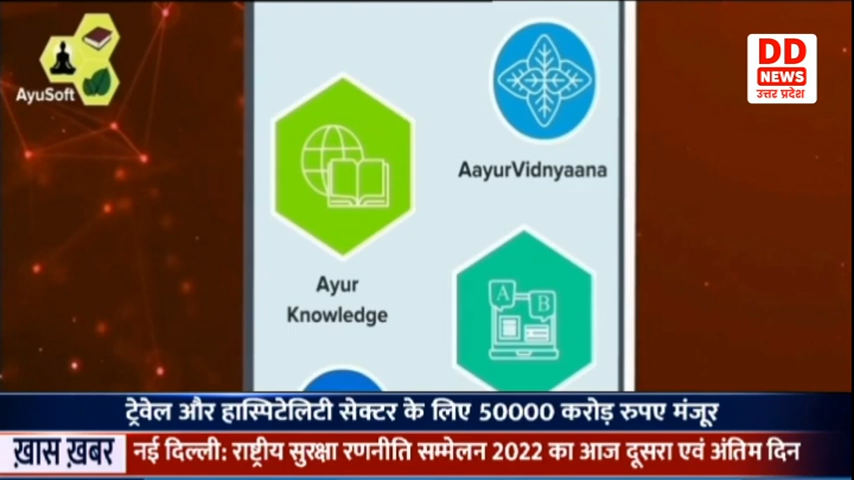 AyuSoft
DD
NEWS
उत्तर प्रदेश
AayurVidnyaana
Ayur
Knowledge
A
B
ट्रेवेल और हास्पिटेलिटी सेक्टर के लिए 50000 करोड़ रुपए मंजूर
ख़ास ख़बर
नई दिल्ली: राष्ट्रीय सुरक्षा रणनीति सम्मेलन 2022 का आज दूसरा एवं अंतिम दिन